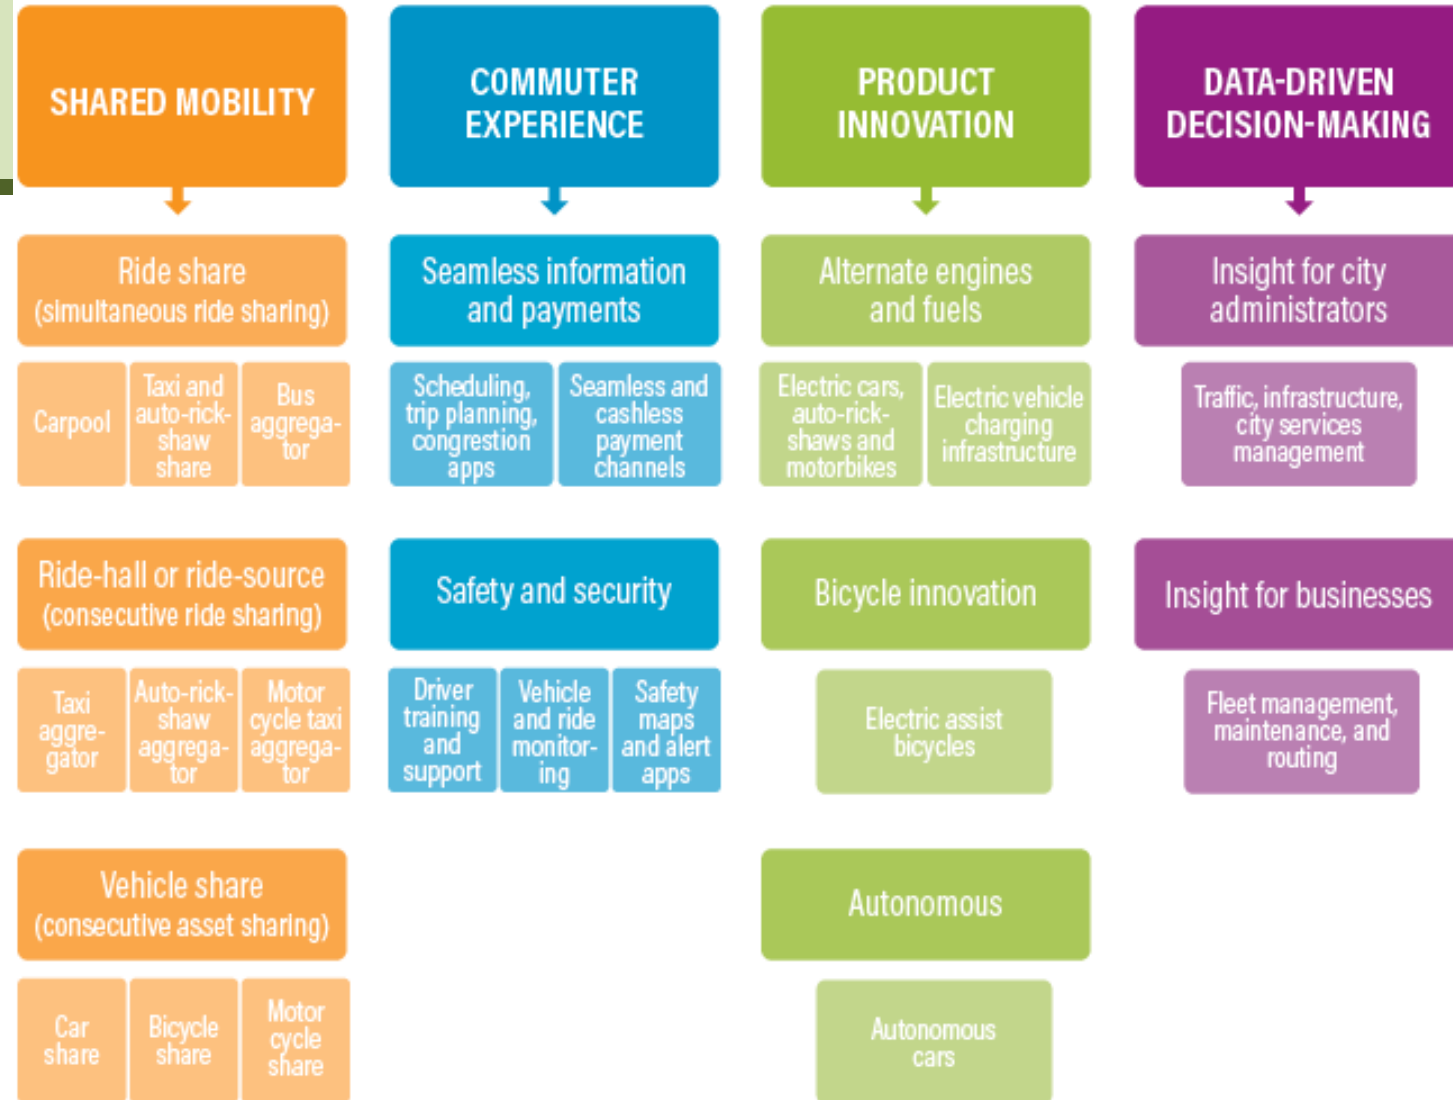 SHARED MOBILITY
Ride share
(simultaneous ride sharing)
Carpool
Taxi and
auto-rick-
shaw
share
Bus
aggrega-
tor
Ride-hall or ride-source
(consecutive ride sharing)
Taxi
aggre-
gator
Auto-rick-
shaw
aggrega-
tor
Motor
cycle taxi
aggrega-
tor
Vehicle share
(consecutive asset sharing)
Car
share
Bicycle
share
Motor
cycle
share
COMMUTER
EXPERIENCE
Seamless information
and payments
Scheduling,
trip planning,
congrestion
apps
Seamless and
cashless
payment
channels
Safety and security
Driver
training
and
support
Vehicle
and ride
monitor-
ing
Safety
maps
and alert
apps
PRODUCT
INNOVATION
Alternate engines
and fuels
Electric cars,
auto-rick-
shaws and
motorbikes
Electric vehicle
charging
infrastructure
Bicycle innovation
Electric assist
bicycles
Autonomous
Autonomous
cars
DATA-DRIVEN
DECISION-MAKING
Insight for city
administrators
Traffic, infrastructure,
city services
management
Insight for businesses
Fleet management,
maintenance, and
routing